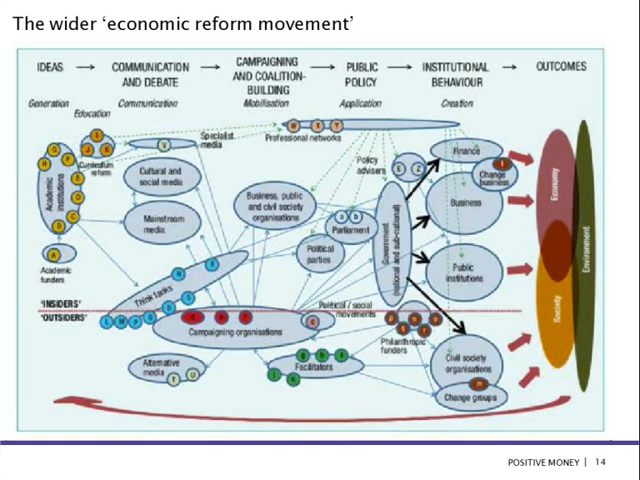 The wider ‘economic reform movement’
IDEAS
COMMUNICATION
AND DEBATE
CAMPAIGNING
AND COALITION-
BUILDING
PUBLIC
POLICY
INSTITUTIONAL
BEHAVIOUR
OUTCOMES
Generation
Education
Communication
Mobilisation
Application
Creation
Curriculum
reform
Specialist
media
Professional networks
Policy
advisers
Finance
Change
business
Academic
institutions
Cultural and
social media
Mainstream
media
Business, public
and civil society
organisations
Parliament
Political
parties
Government
(national and sub-national)
Business
Public
institutions
Economy
Society
Environment
Academic
funders
Think tanks
'INSIDERS'
'OUTSIDERS'
Campaigning organisations
Political / social
movements
Philanthropic
funders
Alternative
media
Facilitators
Civil society
organisations
Change groups
POSITIVE MONEY | 14